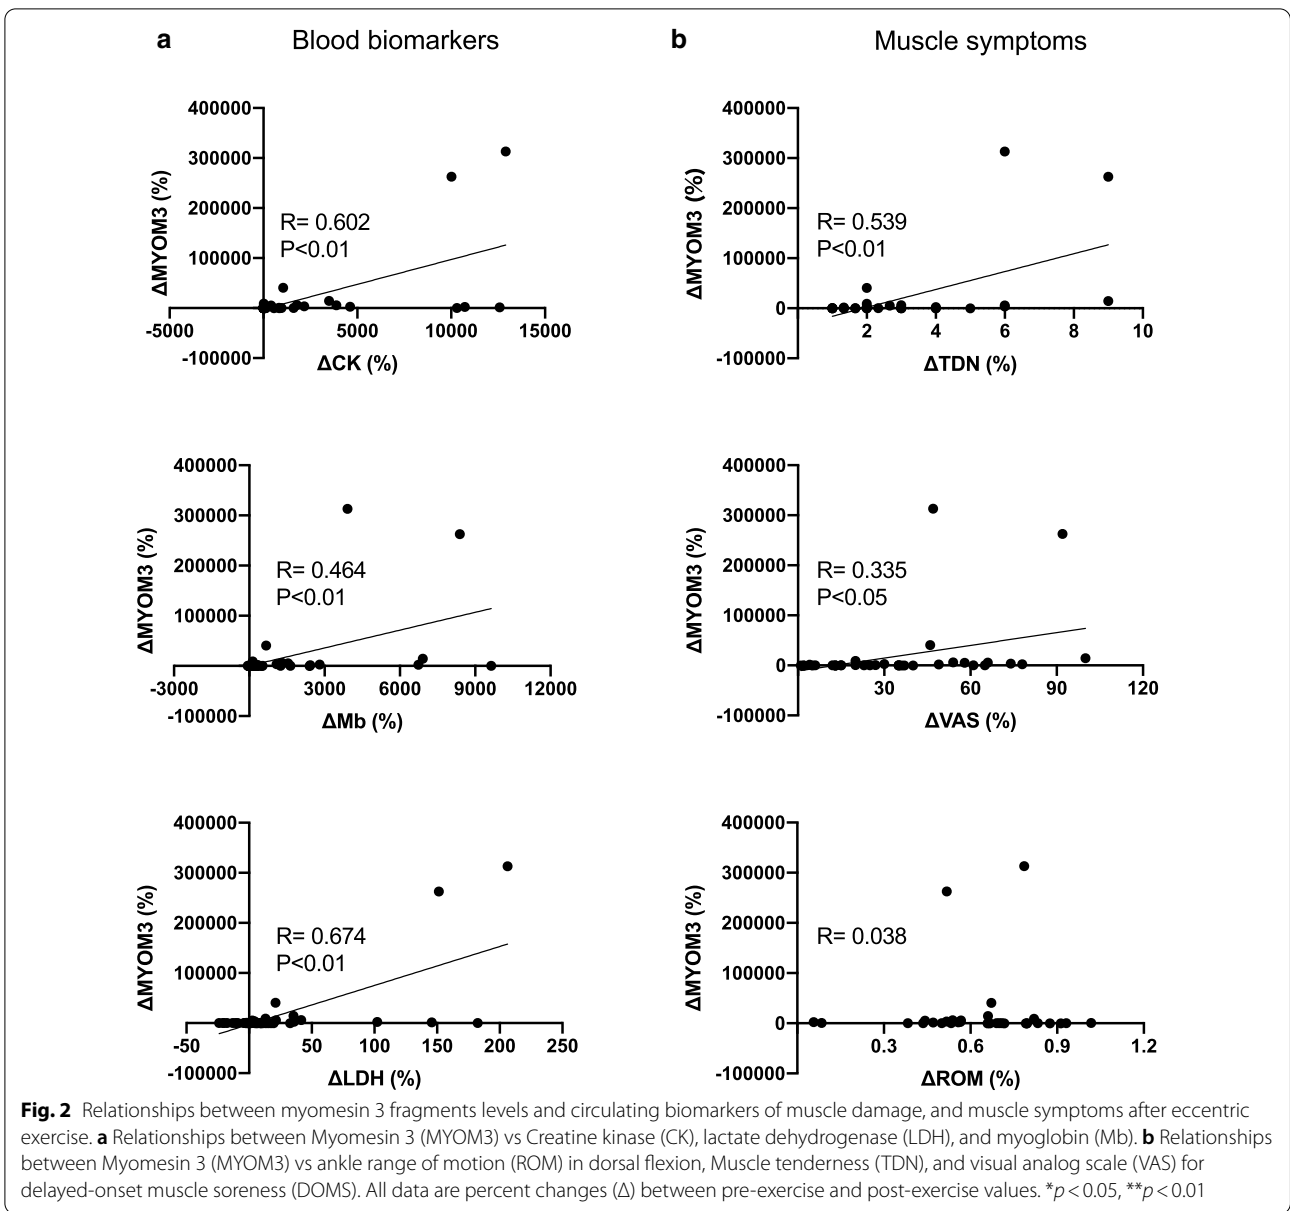 a Blood biomarkers
b Muscle symptoms
400000
300000
200000
100000
-100000
ΔMYOM3 (%)
R= 0.602
P<0.01
-5000 5000 10000 15000
ΔCK (%)
400000
300000
200000
100000
0
-100000
ΔMYOM3 (%)
R= 0.539
P<0.01
2 4 6 8 10
ΔTDN (%)
400000
300000
200000
100000
-100000
ΔMYOM3 (%)
R= 0.464
P<0.01
-3000 3000 6000 9000 12000
ΔMb (%)
400000
300000
200000
100000
0
-100000
ΔMYOM3 (%)
R= 0.335
P<0.05
30 60 90 120
ΔVAS (%)
400000
300000
200000
100000
-100000
ΔMYOM3 (%)
R= 0.674
P<0.01
-50 50 100 150 200 250
ΔLDH (%)
400000
300000
200000
100000
0
-100000
ΔMYOM3 (%)
R= 0.038
0.3 0.6 0.9 1.2
ΔROM (%)
Fig. 2 Relationships between myomesin 3 fragments levels and circulating biomarkers of muscle damage, and muscle symptoms after eccentric
exercise. a Relationships between Myomesin 3 (MYOM3) vs Creatine kinase (CK), lactate dehydrogenase (LDH), and myoglobin (Mb). b Relationships
between Myomesin 3 (MYOM3) vs ankle range of motion (ROM) in dorsal flexion, Muscle tenderness (TDN), and visual analog scale (VAS) for
delayed-onset muscle soreness (DOMS). All data are percent changes (Δ) between pre-exercise and post-exercise values. *p < 0.05, **p < 0.01